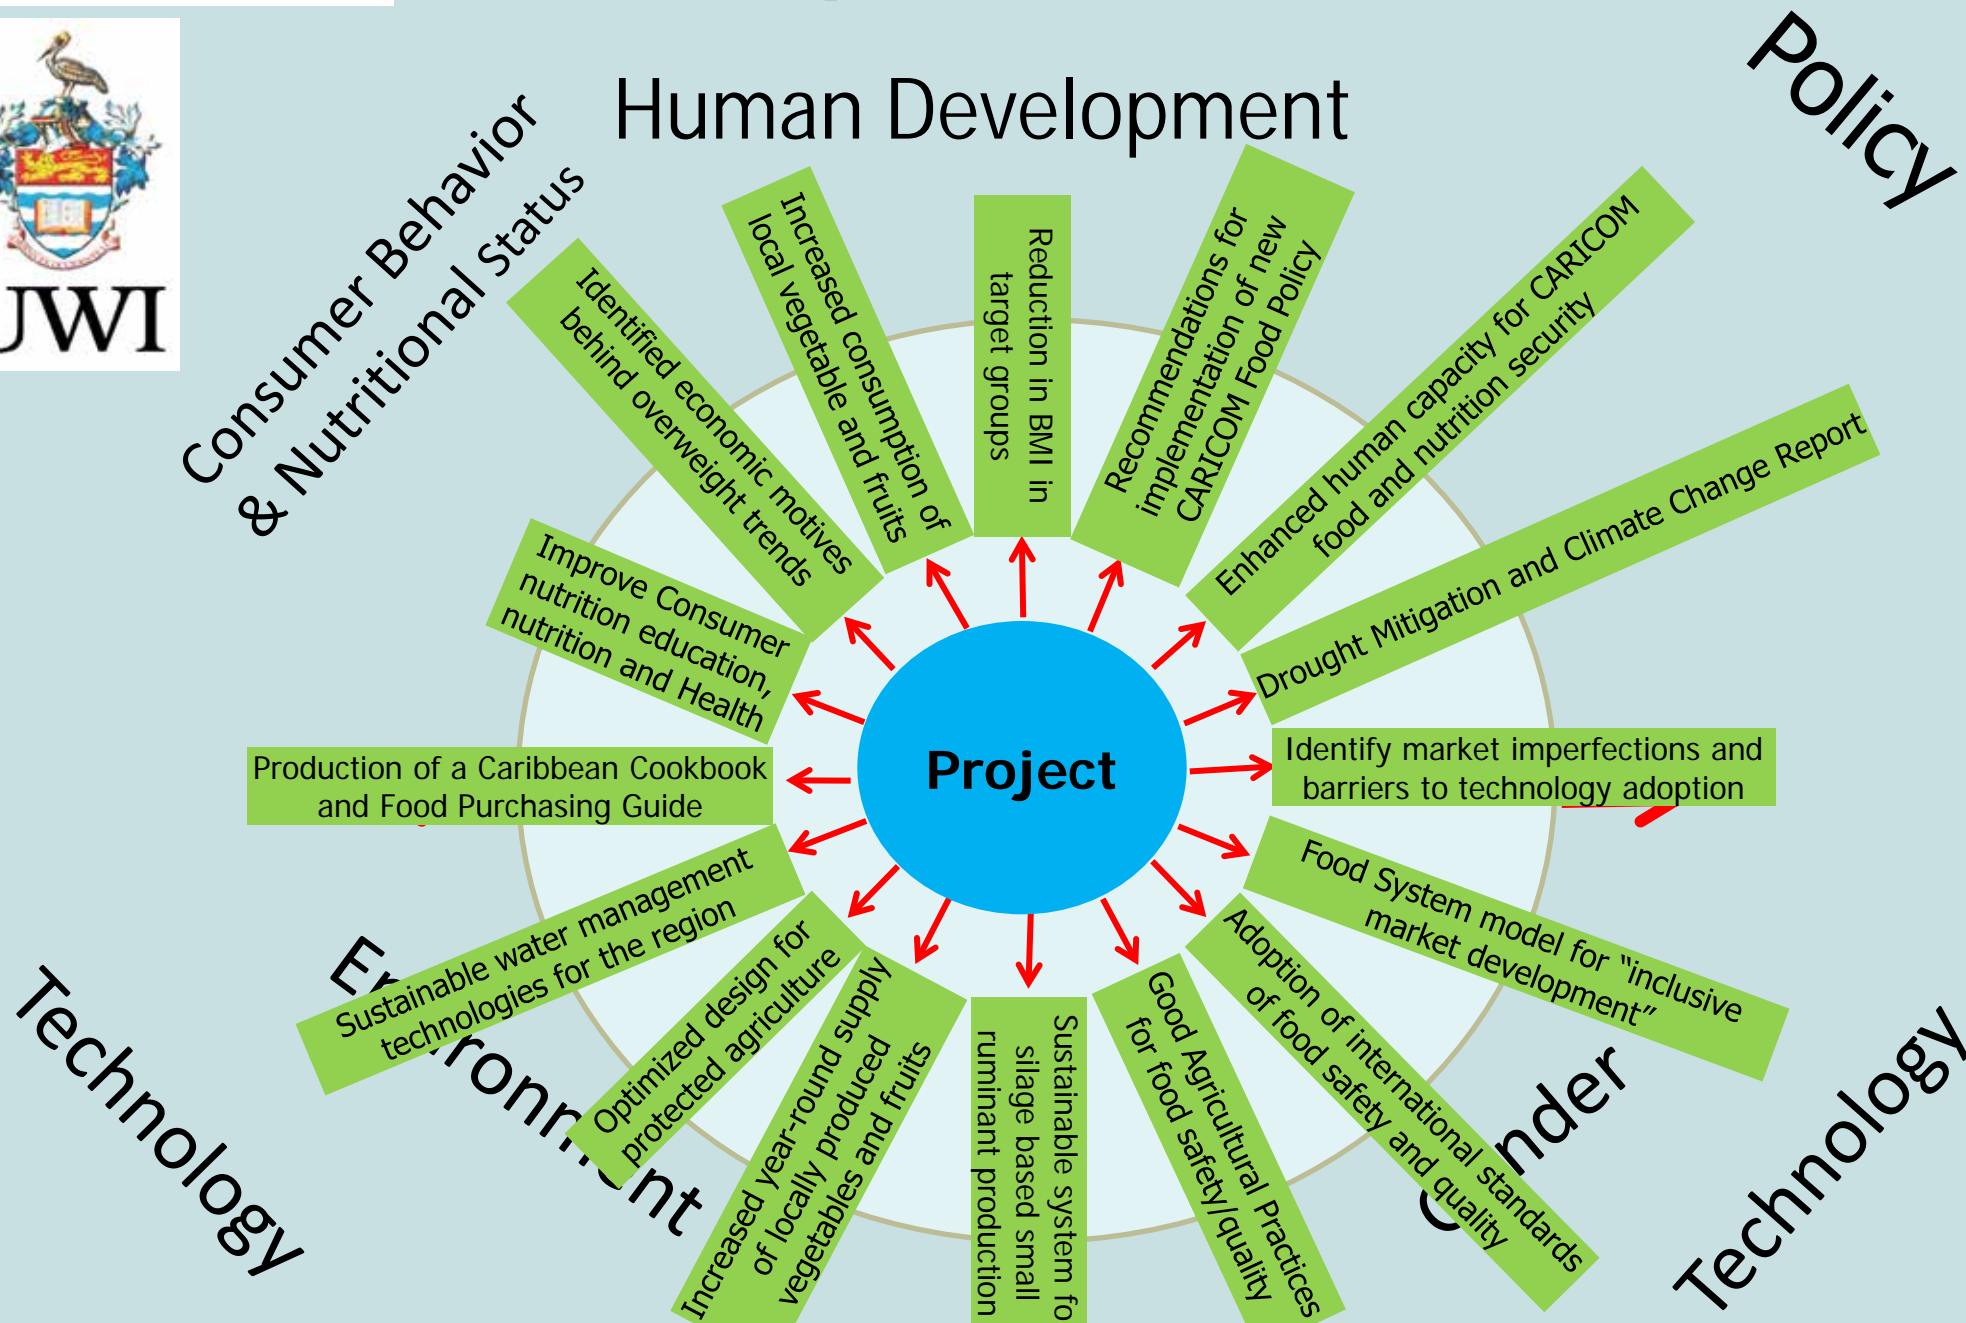 Human Development
Policy
UWI
Consumer Behavior
& Nutritional Status
Increased consumption of
local vegetable and fruits
Reduction in BMI in
target groups
Recommendations for
implementation of new
CARICOM Food Policy
Enhanced human capacity for CARICOM
food and nutrition security
Identified economic motives
behind overweight trends
Drought Mitigation and Climate Change Report
Improve Consumer
nutrition education,
nutrition and Health
Project
Production of a Caribbean Cookbook
and Food Purchasing Guide
Identify market imperfections and
barriers to technology adoption
Sustainable water management
technologies for the region
Food System model for “inclusive
market development”
Optimized design for
protected agriculture
Adoption of international standards
of food safety and quality
Increased year-round supply
of locally produced
vegetables and fruits
Sustainable system fo
silage based small
ruminant production
Good Agricultural Practices
for food safety/quality
Technology
Technology